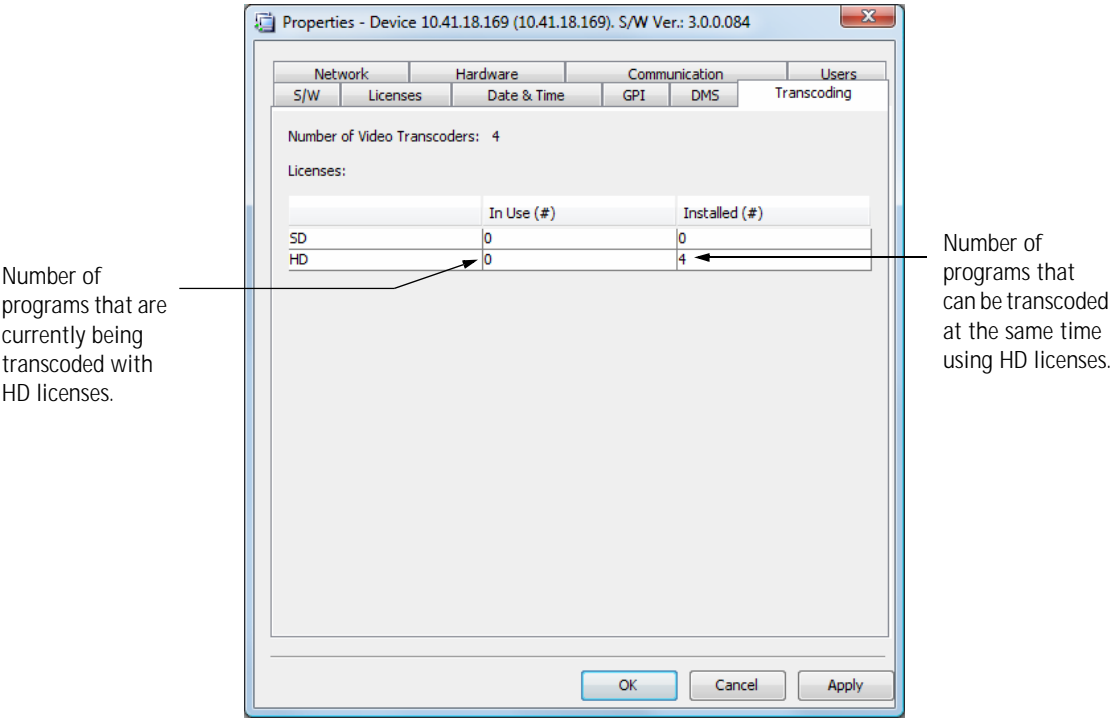 Properties - Device 10.41.18.169 (10.41.18.169). S/W Ver.: 3.0.0.084
Network Hardware Communication Users
S/W Licenses Date & Time GPI DMS Transcoding
Number of Video Transcoders: 4
Licenses:
In Use (#) Installed (#)
SD 0 0
HD 0 4
Number of
programs that are
currently being
transcoded with
HD licenses.
Number of
programs that
can be transcoded
at the same time
using HD licenses.
OK Cancel Apply